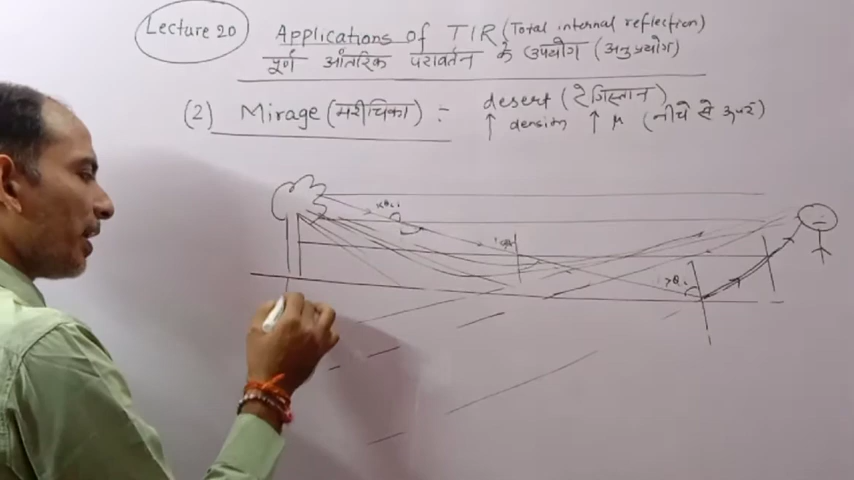 Lecture 20
Applications of TIR (Total internal reflection)
पूर्ण आंतरिक परावर्तन के उपयोग (अनुप्रयोग)
(2) Mirage (मरीचिका) :- desert (रेगिस्तान)
↑ density ↑ μ (नीचे से ऊपर)
>θc